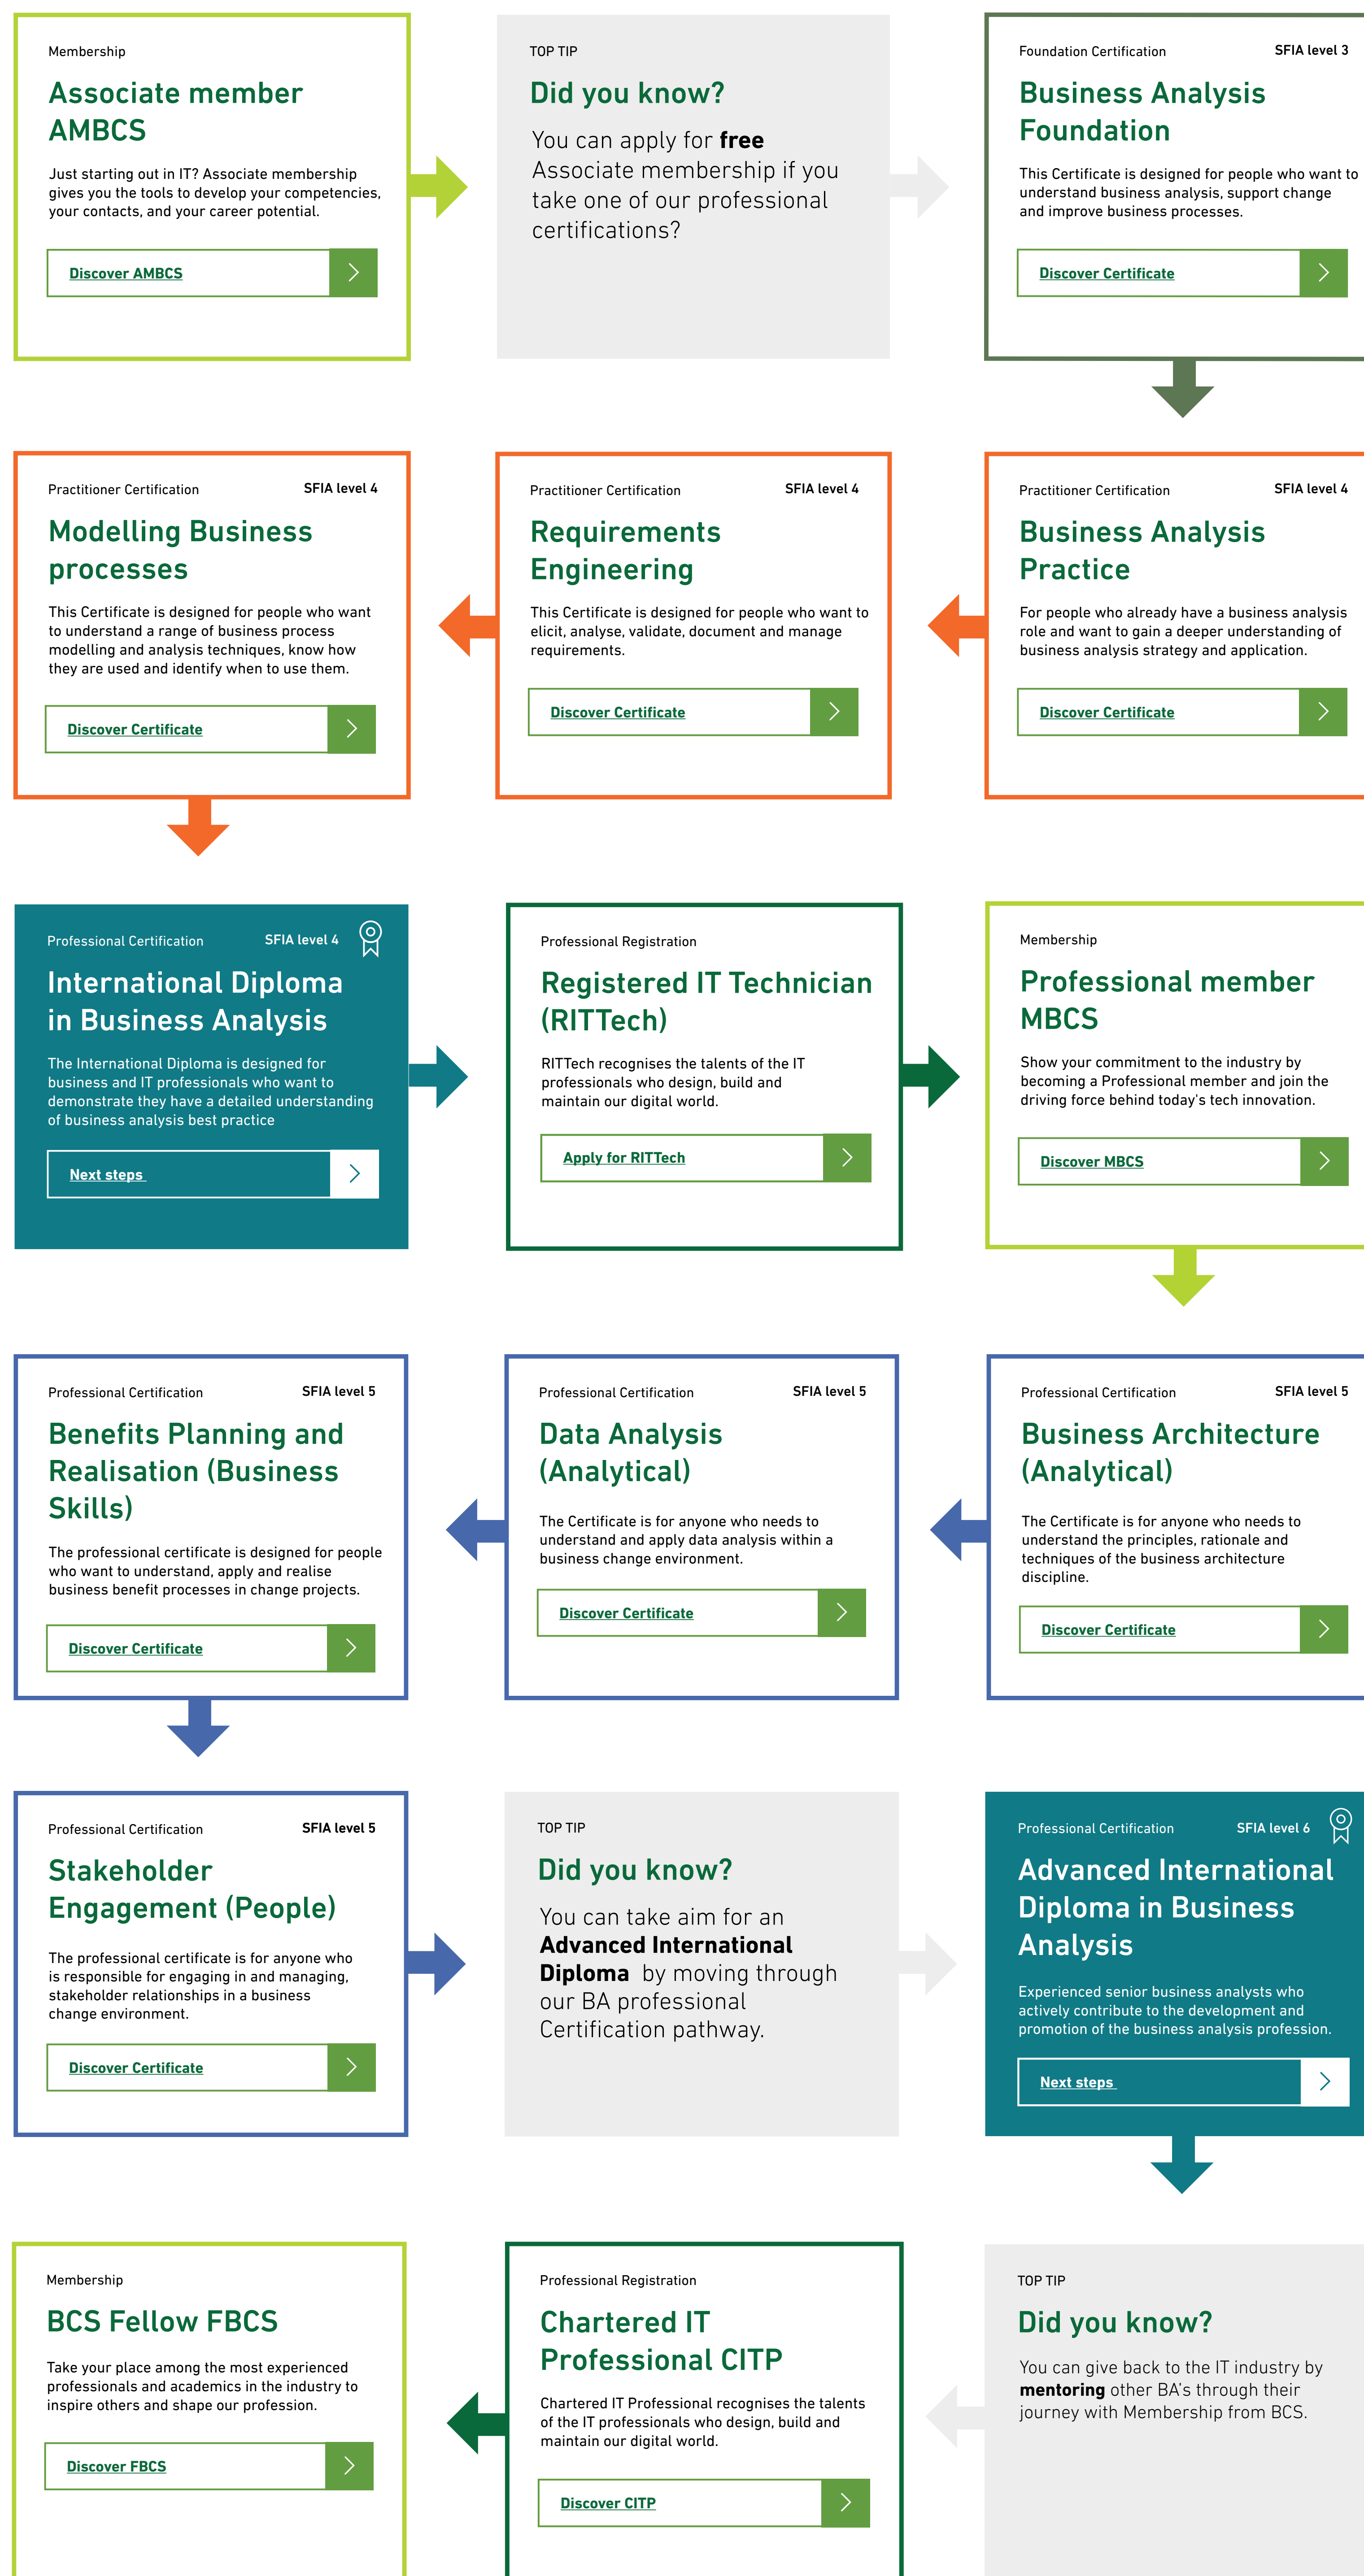 Membership
Associate member
AMBCS
Just starting out in IT? Associate membership
gives you the tools to develop your competencies,
your contacts, and your career potential.
Discover AMBCS
TOP TIP
Did you know?
You can apply for free
Associate membership if you
take one of our professional
certifications?
Foundation Certification SFIA level 3
Business Analysis
Foundation
This Certificate is designed for people who want to
understand business analysis, support change
and improve business processes.
Discover Certificate
Practitioner Certification SFIA level 4
Modelling Business
processes
This Certificate is designed for people who want
to understand a range of business process
modelling and analysis techniques, know how
they are used and identify when to use them.
Discover Certificate
Practitioner Certification SFIA level 4
Requirements
Engineering
This Certificate is designed for people who want to
elicit, analyse, validate, document and manage
requirements.
Discover Certificate
Practitioner Certification SFIA level 4
Business Analysis
Practice
For people who already have a business analysis
role and want to gain a deeper understanding of
business analysis strategy and application.
Discover Certificate
Professional Certification SFIA level 4
International Diploma
in Business Analysis
The International Diploma is designed for
business and IT professionals who want to
demonstrate they have a detailed understanding
of business analysis best practice
Next steps
Professional Registration
Registered IT Technician
(RITTech)
RITTech recognises the talents of the IT
professionals who design, build and
maintain our digital world.
Apply for RITTech
Membership
Professional member
MBCS
Show your commitment to the industry by
becoming a Professional member and join the
driving force behind today's tech innovation.
Discover MBCS
Professional Certification SFIA level 5
Benefits Planning and
Realisation (Business
Skills)
The professional certificate is designed for people
who want to understand, apply and realise
business benefit processes in change projects.
Discover Certificate
Professional Certification SFIA level 5
Data Analysis
(Analytical)
The Certificate is for anyone who needs to
understand and apply data analysis within a
business change environment.
Discover Certificate
Professional Certification SFIA level 5
Business Architecture
(Analytical)
The Certificate is for anyone who needs to
understand the principles, rationale and
techniques of the business architecture
discipline.
Discover Certificate
Professional Certification SFIA level 5
Stakeholder
Engagement (People)
The professional certificate is for anyone who
is responsible for engaging in and managing,
stakeholder relationships in a business
change environment.
Discover Certificate
TOP TIP
Did you know?
You can take aim for an
Advanced International
Diploma by moving through
our BA professional
Certification pathway.
Professional Certification SFIA level 6
Advanced International
Diploma in Business
Analysis
Experienced senior business analysts who
actively contribute to the development and
promotion of the business analysis profession.
Next steps
Membership
BCS Fellow FBCS
Take your place among the most experienced
professionals and academics in the industry to
inspire others and shape our profession.
Discover FBCS
Professional Registration
Chartered IT
Professional CITP
Chartered IT Professional recognises the talents
of the IT professionals who design, build and
maintain our digital world.
Discover CITP
TOP TIP
Did you know?
You can give back to the IT industry by
mentoring other BA's through their
journey with Membership from BCS.